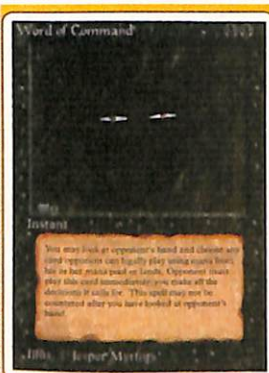 Word of Command
Instant
You may look at opponent's hand and choose any
card opponent can legally play using mana from
his or her mana pool or lands. Opponent must
play this card immediately; you make all the
decisions it calls for. This spell may not be
countered after you have looked at opponent's
hand.
Illus. Jesper Myrfors